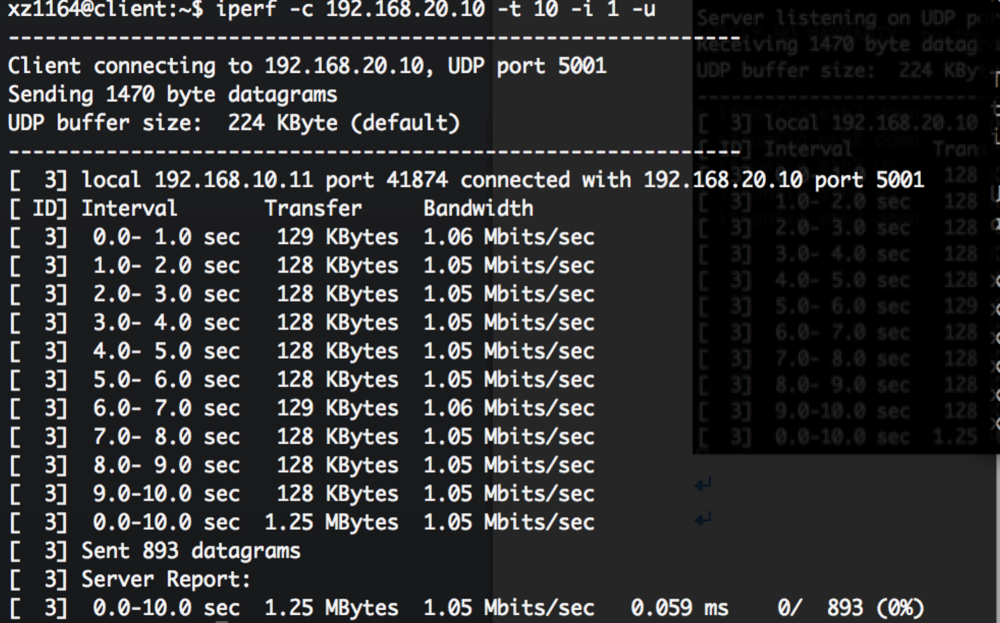 xz1164@client:~$ iperf -c 192.168.20.10 -t 10 -i 1 -u
------------------------------------------------------------
Client connecting to 192.168.20.10, UDP port 5001
Sending 1470 byte datagrams
UDP buffer size:  224 KByte (default)
------------------------------------------------------------
[  3] local 192.168.10.11 port 41874 connected with 192.168.20.10 port 5001
[ ID] Interval       Transfer     Bandwidth
[  3]  0.0- 1.0 sec   129 KBytes  1.06 Mbits/sec
[  3]  1.0- 2.0 sec   128 KBytes  1.05 Mbits/sec
[  3]  2.0- 3.0 sec   128 KBytes  1.05 Mbits/sec
[  3]  3.0- 4.0 sec   128 KBytes  1.05 Mbits/sec
[  3]  4.0- 5.0 sec   128 KBytes  1.05 Mbits/sec
[  3]  5.0- 6.0 sec   128 KBytes  1.05 Mbits/sec
[  3]  6.0- 7.0 sec   129 KBytes  1.06 Mbits/sec
[  3]  7.0- 8.0 sec   128 KBytes  1.05 Mbits/sec
[  3]  8.0- 9.0 sec   128 KBytes  1.05 Mbits/sec
[  3]  9.0-10.0 sec   128 KBytes  1.05 Mbits/sec
[  3]  0.0-10.0 sec  1.25 MBytes  1.05 Mbits/sec
[  3] Sent 893 datagrams
[  3] Server Report:
[  3]  0.0-10.0 sec  1.25 MBytes  1.05 Mbits/sec   0.059 ms    0/  893 (0%)
Server listening on UDP
Receiving 1470 byte
UDP buffer size:  224
[  3] local 192.168.20.10
[ ID] Interval
128
[  3]  1.0- 2.0 sec   128
[  3]  2.0- 3.0 sec   128
[  3]  3.0- 4.0 sec   128
[  3]  4.0- 5.0 sec   128
[  3]  5.0- 6.0 sec   129
[  3]  6.0- 7.0 sec   128
[  3]  7.0- 8.0 sec   128
[  3]  8.0- 9.0 sec   128
[  3]  9.0-10.0 sec   128
[  3]  0.0-10.0 sec  1.25